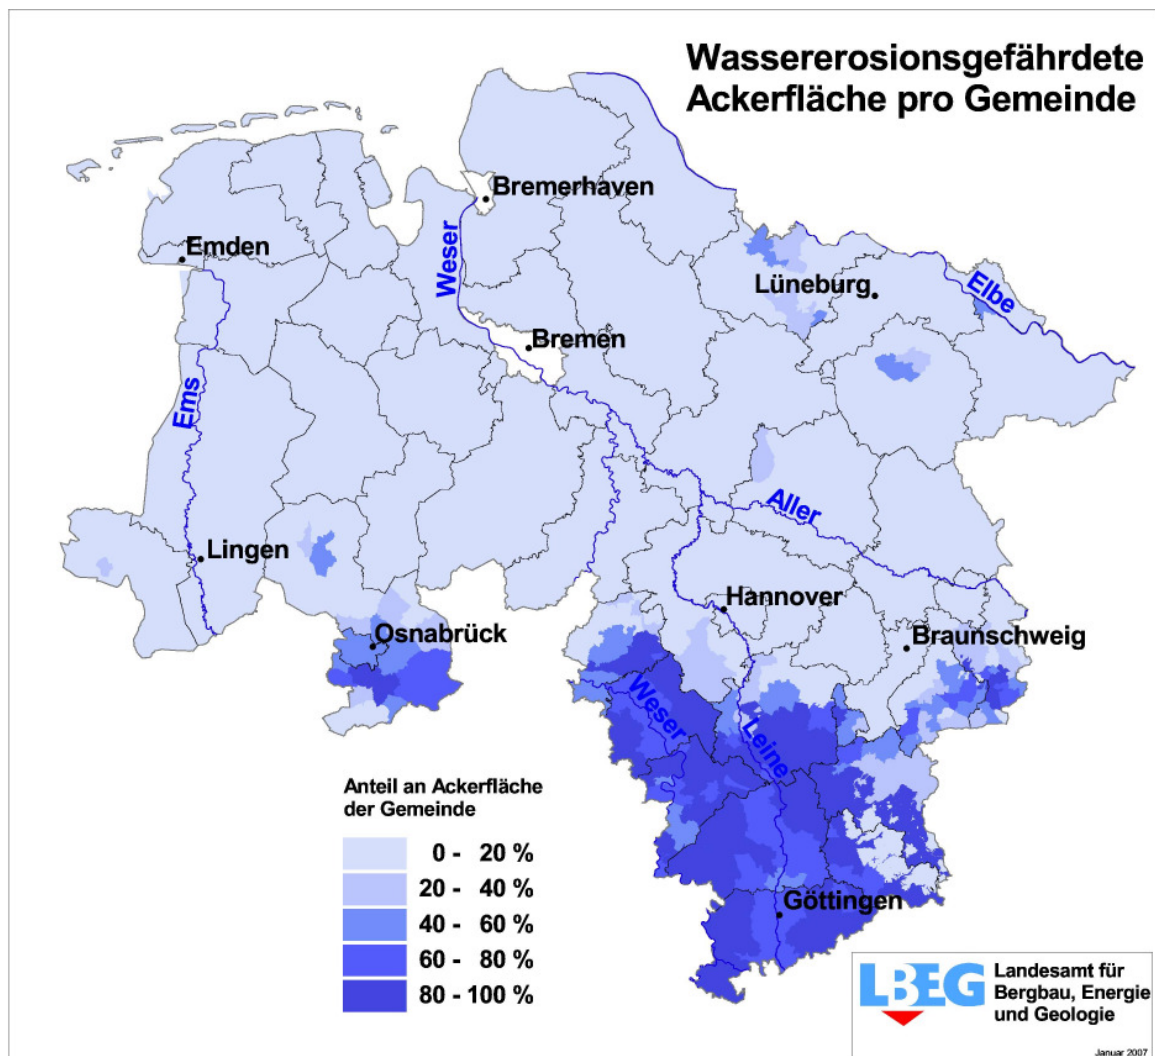 Wassererosionsgefährdete
Ackerfläche pro Gemeinde
Bremerhaven
Emden
Weser
Lüneburg
Elbe
Bremen
Ems
Aller
Lingen
Hannover
Osnabrück
Braunschweig
Weser
Leine
Anteil an Ackerfläche
der Gemeinde
0 - 20 %
20 - 40 %
40 - 60 %
60 - 80 %
80 - 100 %
Göttingen
LBEG
Landesamt für
Bergbau, Energie
und Geologie
Januar 2007